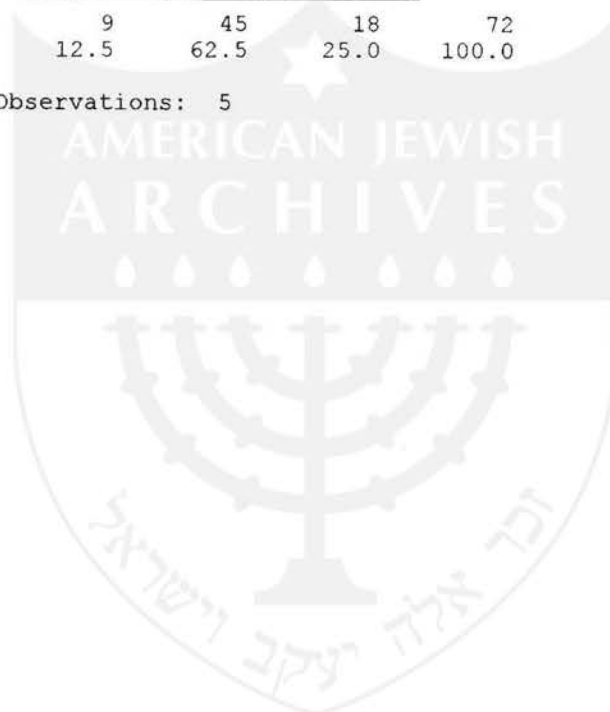 9 45 18 72
12.5 62.5 25.0 100.0
Observations: 5
AMERICAN JEWISH
ARCHIVES
זכר אלה יעקב וישראל